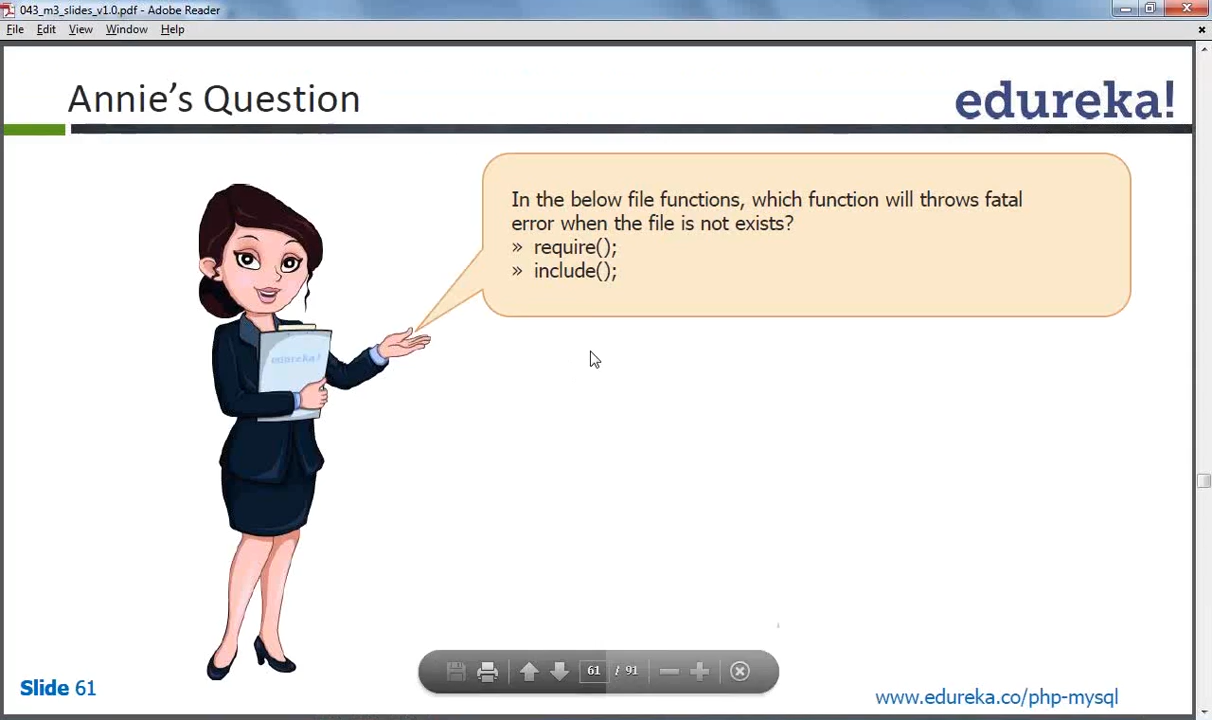 043_m3_slides_v1.0.pdf - Adobe Reader
File Edit View Window Help
Annie's Question
edureka!
In the below file functions, which function will throws fatal
error when the file is not exists?
» require();
» include();
edureka!
61 / 91
Slide 61
www.edureka.co/php-mysql